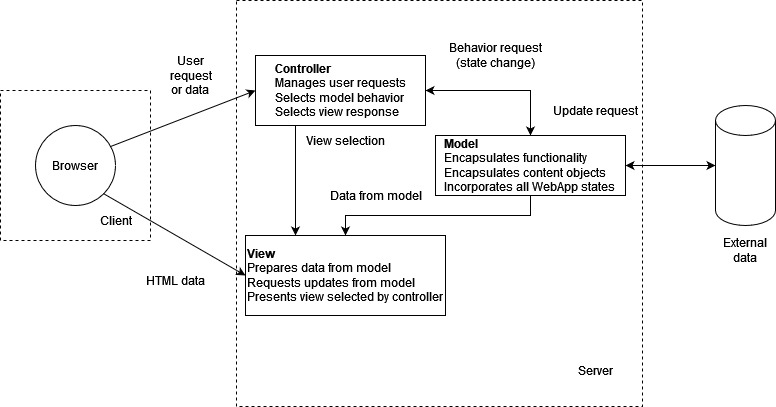 User
request
or data
Behavior request
(state change)
Controller
Manages user requests
Selects model behavior
Selects view response
Update request
View selection
Model
Encapsulates functionality
Encapsulates content objects
Incorporates all WebApp states
Browser
Client
Data from model
External
data
View
Prepares data from model
Requests updates from model
Presents view selected by controller
HTML data
Server